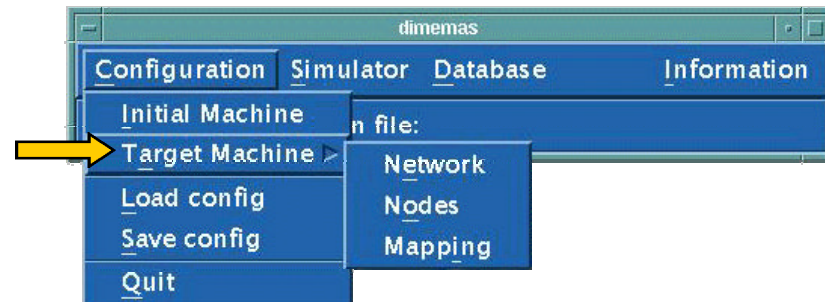 dimemas
Configuration Simulator Database Information
Initial Machine
n file:
Target Machine
Network
Load config
Nodes
Save config
Mapping
Quit